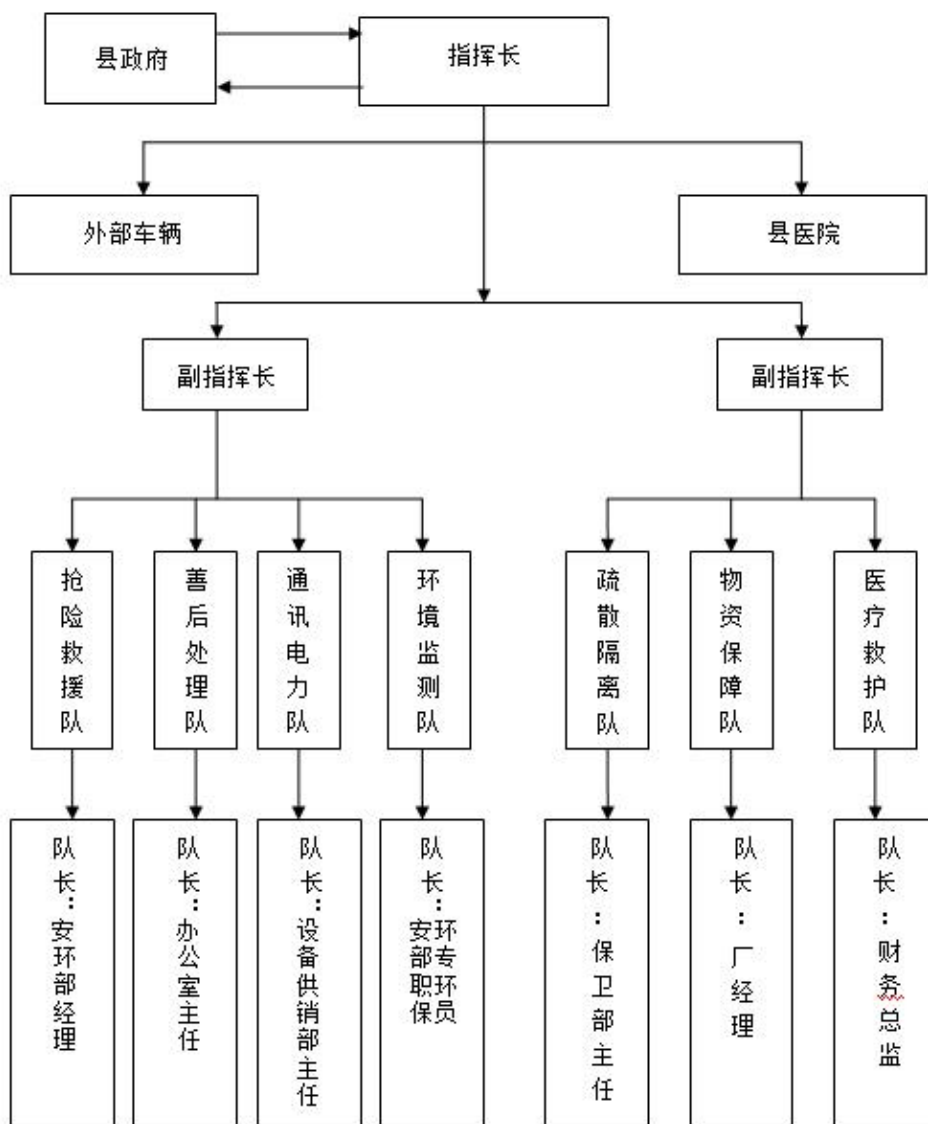 县政府
指挥长
外部车辆
县医院
副指挥长
副指挥长
抢险救援队
善后处理队
通讯电力队
环境监测队
疏散隔离队
物资保障队
医疗救护队
队长：安环部经理
队长：办公室主任
队长：设备供销部主任
队长：安环部专职环保员
队长：保卫部主任
队长：厂经理
队长：财务总监